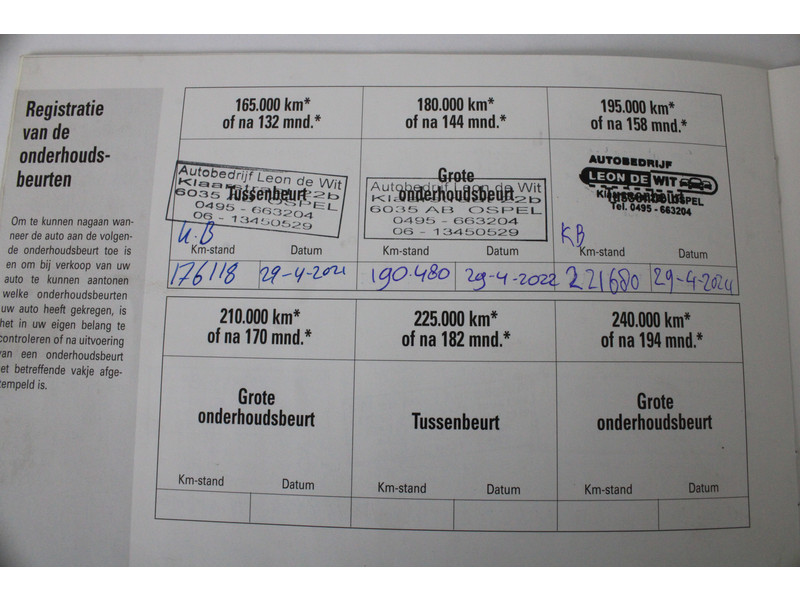 Registratie
van de
onderhouds-
beurten
Om te kunnen nagaan wan-
neer de auto aan de volgen-
de onderhoudsbeurt toe is
en om bij verkoop van uw
auto te kunnen aantonen
welke onderhoudsbeurten
uw auto heeft gekregen, is
het in uw eigen belang te
controleren of na uitvoering
van een onderhoudsbeurt
het betreffende vakje afge-
stempeld is.
165.000 km*
of na 132 mnd.*
Tussenbeurt
Autobedrijf Leon de Wit
6035 AB OSPEL
0495 - 663204
06 - 13450529
K.B
Km-stand Datum
176118 29-4-2021
180.000 km*
of na 144 mnd.*
Grote
onderhoudsbeurt
Autobedrijf Leon de Wit
6035 AB OSPEL
0495 - 663204
06 - 13450529
Km-stand Datum
190.480 29-4-2022
195.000 km*
of na 158 mnd.*
AUTOBEDRIJF
LEON DE WIT
OSPEL
Tel. 0495 - 663204
KB
Km-stand Datum
221680 29-4-2024
210.000 km*
of na 170 mnd.*
Grote
onderhoudsbeurt
Km-stand Datum
225.000 km*
of na 182 mnd.*
Tussenbeurt
Km-stand Datum
240.000 km*
of na 194 mnd.*
Grote
onderhoudsbeurt
Km-stand Datum